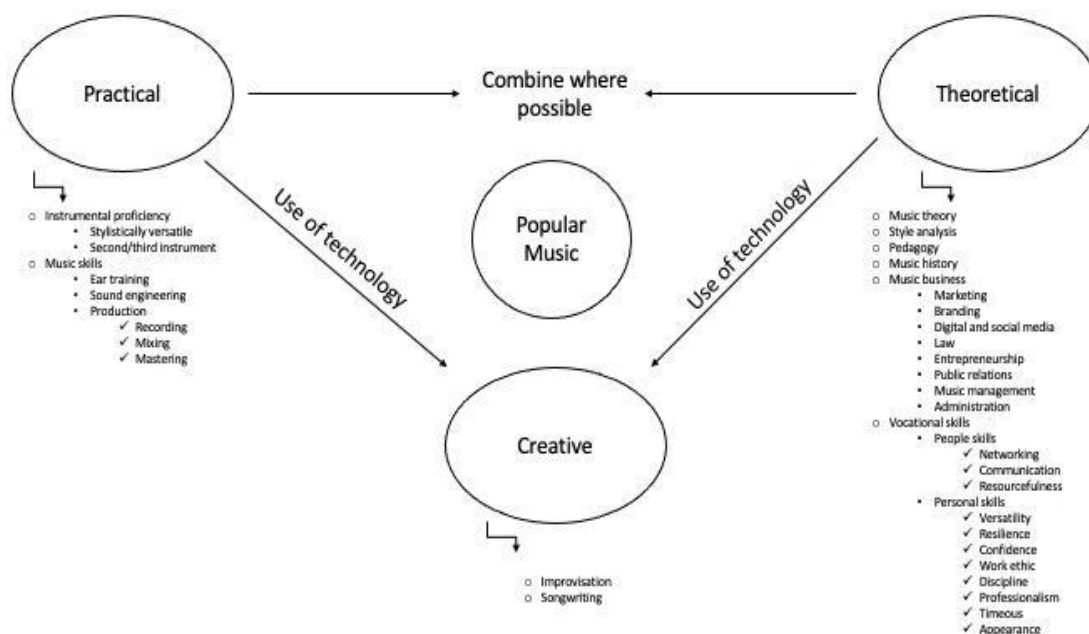 Practical
Combine where
possible
Theoretical
Use of technology
Popular
Music
Use of technology
Creative
o Instrumental proficiency
• Stylistically versatile
• Second/third instrument
o Music skills
• Ear training
• Sound engineering
• Production
✓ Recording
✓ Mixing
✓ Mastering
o Music theory
o Style analysis
o Pedagogy
o Music history
o Music business
• Marketing
• Branding
• Digital and social media
• Law
• Entrepreneurship
• Public relations
• Music management
• Administration
o Vocational skills
• People skills
✓ Networking
✓ Communication
✓ Resourcefulness
• Personal skills
✓ Versatility
✓ Resilience
✓ Confidence
✓ Work ethic
✓ Discipline
✓ Professionalism
✓ Timeous
✓ Appearance
o Improvisation
o Songwriting